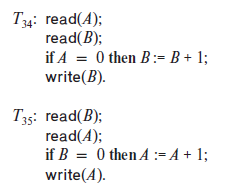 T34: read(A);
read(B);
if A = 0 then B := B + 1;
write(B).
T35: read(B);
read(A);
if B = 0 then A := A + 1;
write(A).